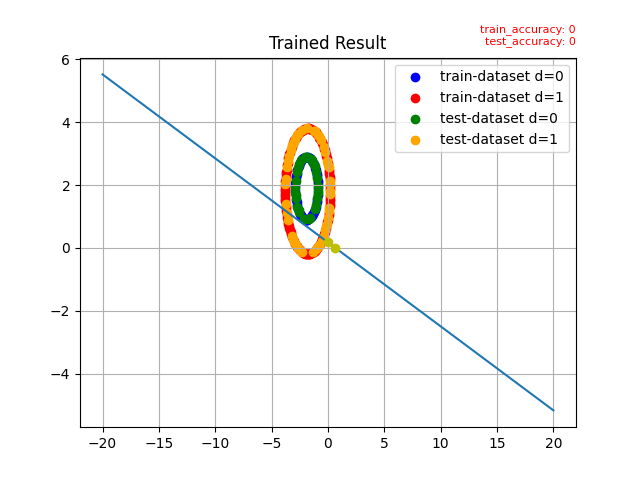 train_accuracy: 0
test_accuracy: 0
Trained Result
train-dataset d=0
train-dataset d=1
test-dataset d=0
test-dataset d=1
6
4
2
0
−2
−4
−20 −15 −10 −5 0 5 10 15 20